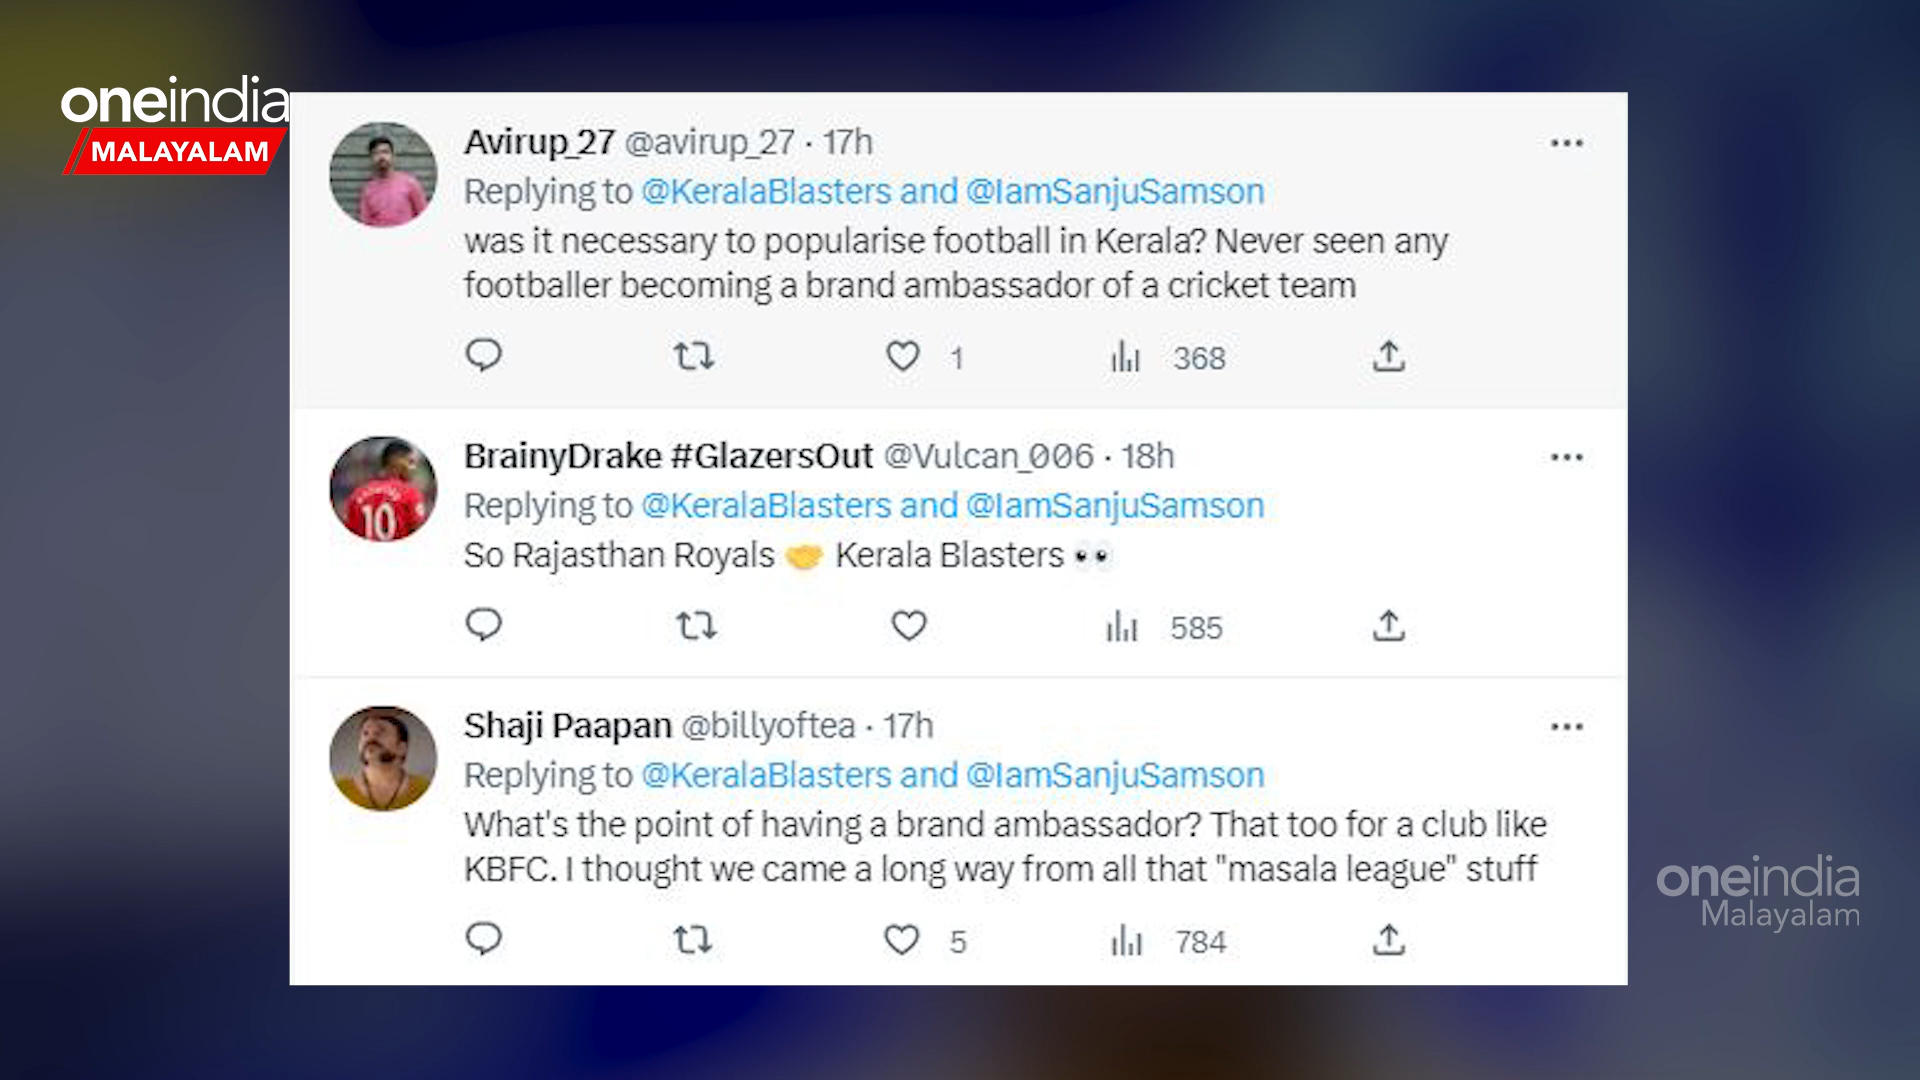 oneindia
MALAYALAM
Avirup_27 @avirup_27 · 17h
Replying to @KeralaBlasters and @IamSanjuSamson
was it necessary to popularise football in Kerala? Never seen any
footballer becoming a brand ambassador of a cricket team
1 368
BrainyDrake #GlazersOut @Vulcan_006 · 18h
Replying to @KeralaBlasters and @IamSanjuSamson
So Rajasthan Royals 🤝 Kerala Blasters 👀
585
Shaji Paapan @billyoftea · 17h
Replying to @KeralaBlasters and @IamSanjuSamson
What's the point of having a brand ambassador? That too for a club like
KBFC. I thought we came a long way from all that "masala league" stuff
5 784
oneindia
Malayalam
10